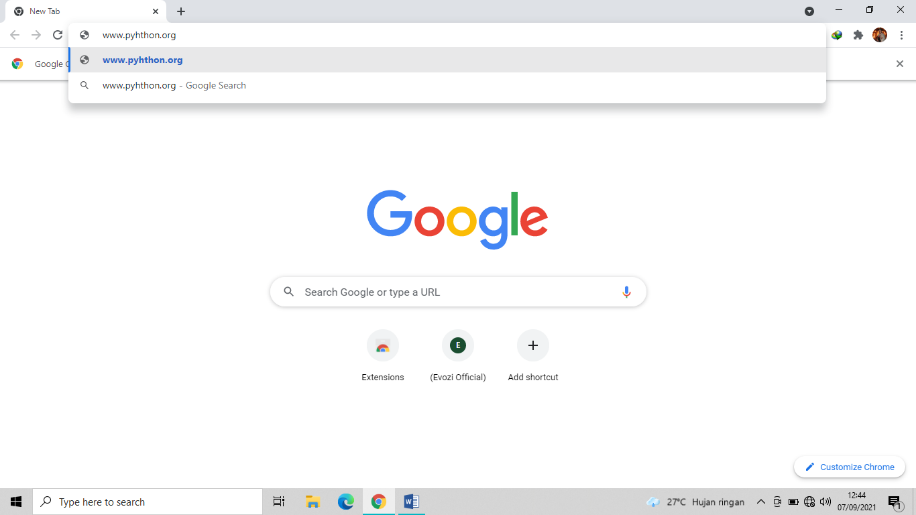 New Tab
www.pyhthon.org
www.pyhthon.org
www.pyhthon.org - Google Search
Google
Google
Search Google or type a URL
E
Extensions
(Evozi Official)
Add shortcut
Customize Chrome
Type here to search
27°C Hujan ringan
12:44
07/09/2021
1